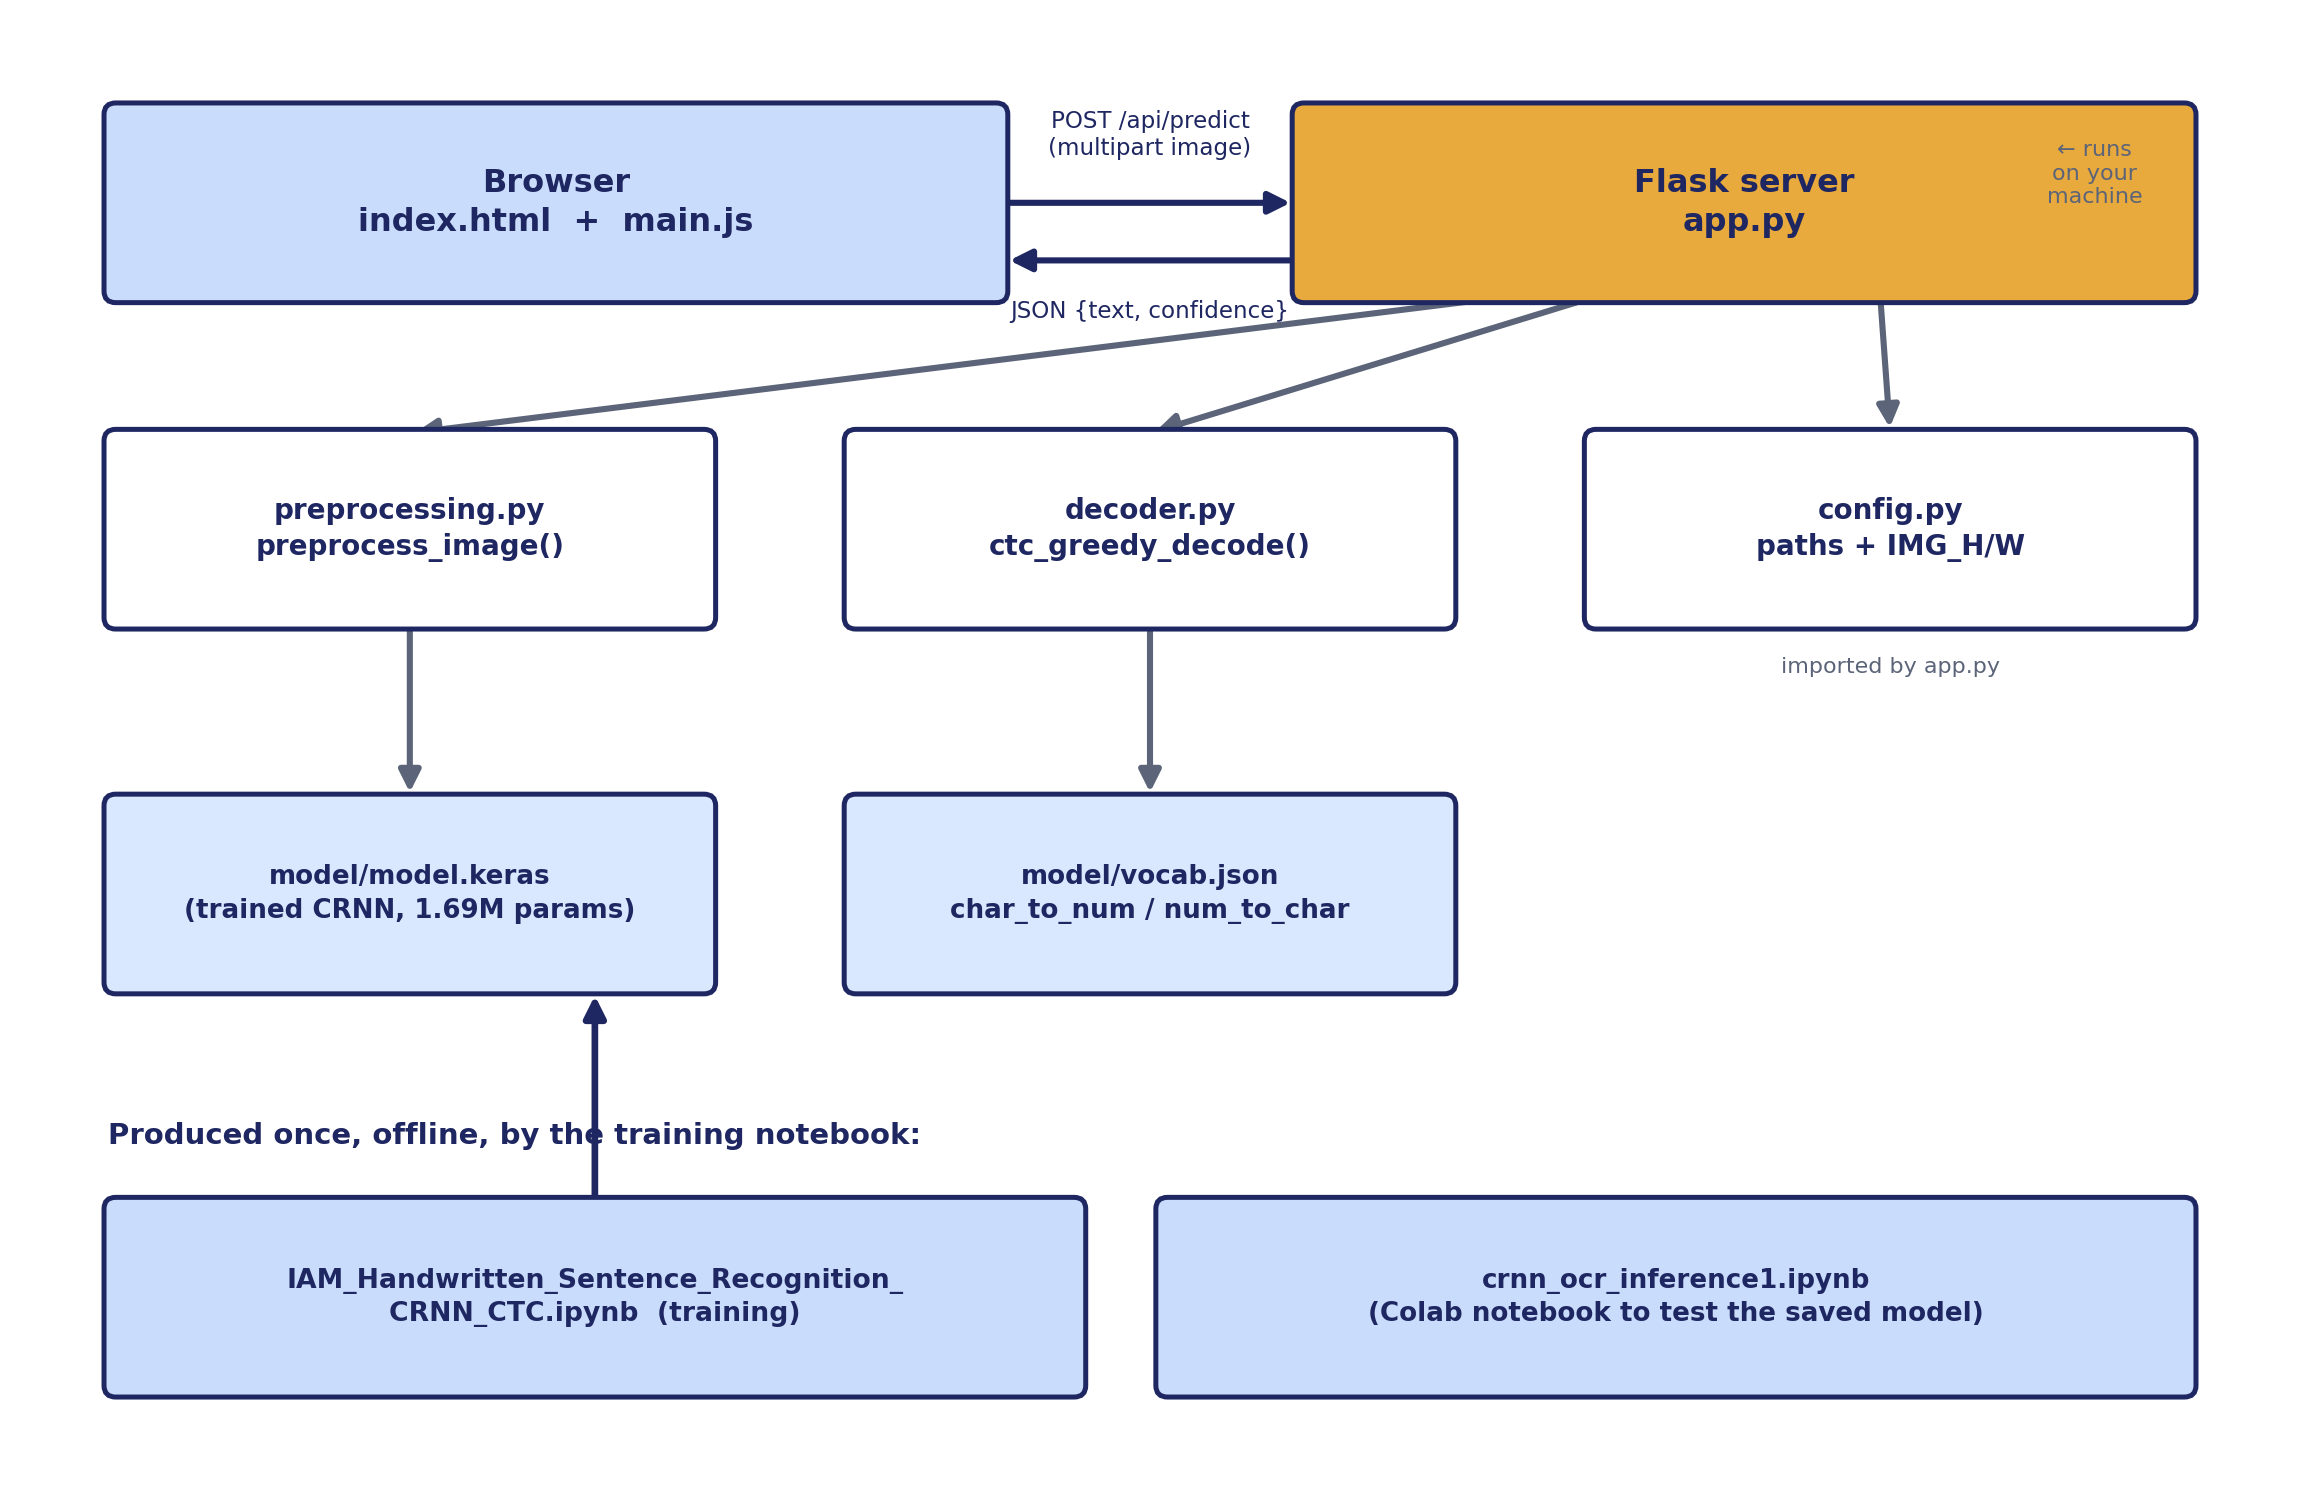 POST /api/predict
(multipart image)
Browser
index.html + main.js
Flask server
app.py
← runs
on your
machine
JSON {text, confidence}
preprocessing.py
preprocess_image()
decoder.py
ctc_greedy_decode()
config.py
paths + IMG_H/W
imported by app.py
model/model.keras
(trained CRNN, 1.69M params)
model/vocab.json
char_to_num / num_to_char
Produced once, offline, by the training notebook:
IAM_Handwritten_Sentence_Recognition_
CRNN_CTC.ipynb (training)
crnn_ocr_inference1.ipynb
(Colab notebook to test the saved model)